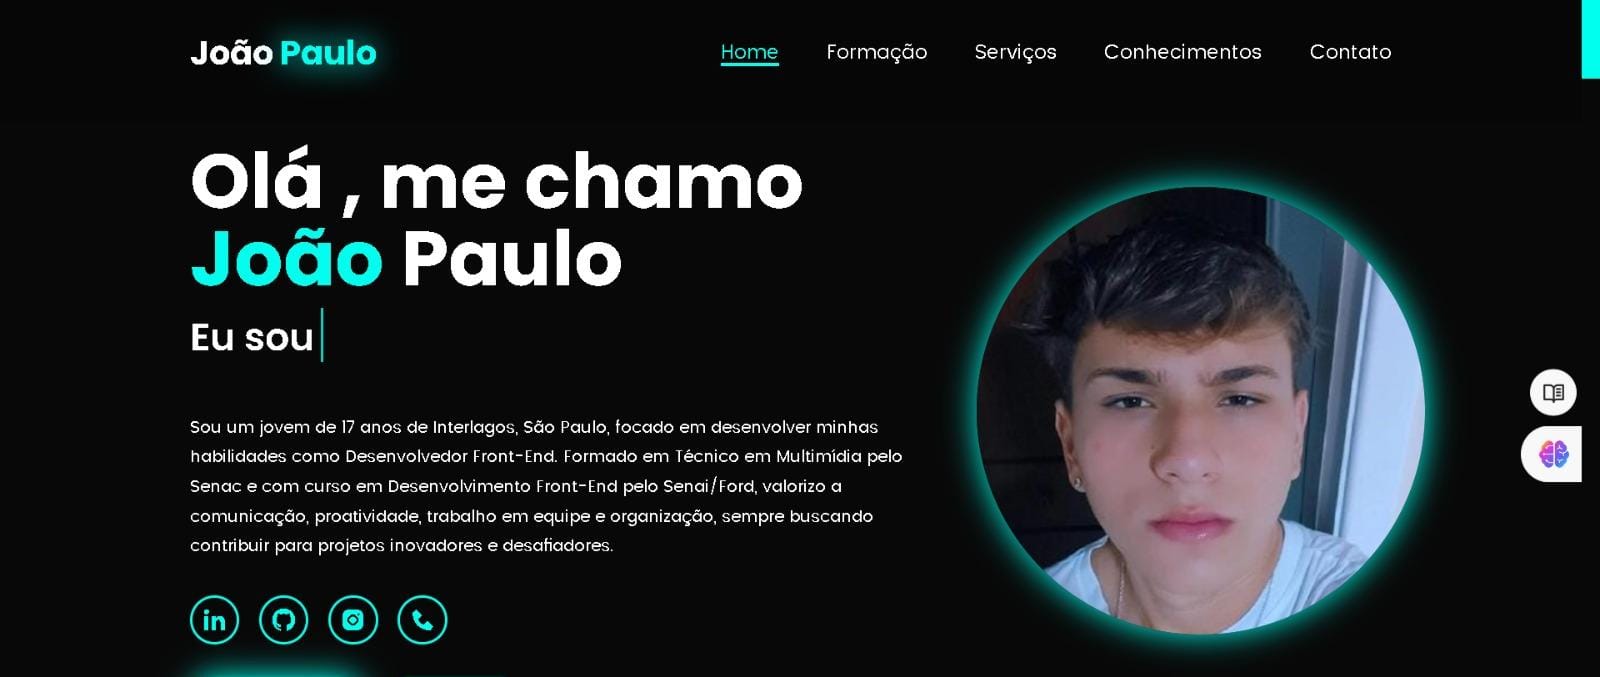 João Paulo
Home Formação Serviços Conhecimentos Contato
Olá , me chamo
João Paulo
Eu sou
Sou um jovem de 17 anos de Interlagos, São Paulo, focado em desenvolver minhas
habilidades como Desenvolvedor Front-End. Formado em Técnico em Multimídia pelo
Senac e com curso em Desenvolvimento Front-End pelo Senai/Ford, valorizo a
comunicação, proatividade, trabalho em equipe e organização, sempre buscando
contribuir para projetos inovadores e desafiadores.
in